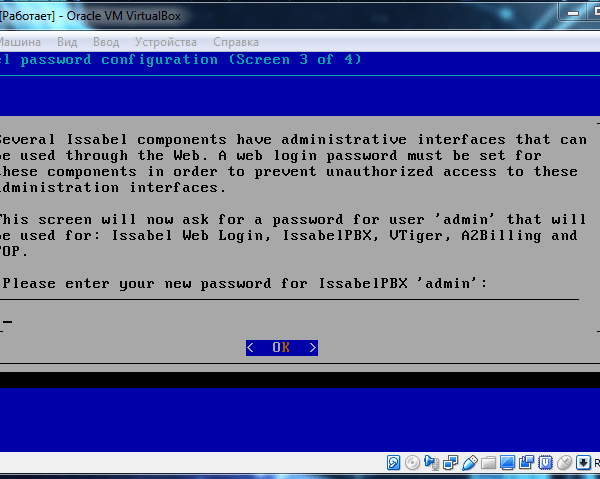 [Работает] - Oracle VM VirtualBox
Машина Вид Ввод Устройства Справка
el password configuration (Screen 3 of 4)
Several Issabel components have administrative interfaces that can
be used through the Web. A web login password must be set for
these components in order to prevent unauthorized access to these
administration interfaces.
This screen will now ask for a password for user 'admin' that will
be used for: Issabel Web Login, IssabelPBX, VTiger, A2Billing and
FOP.
Please enter your new password for IssabelPBX 'admin':
< OK >
R